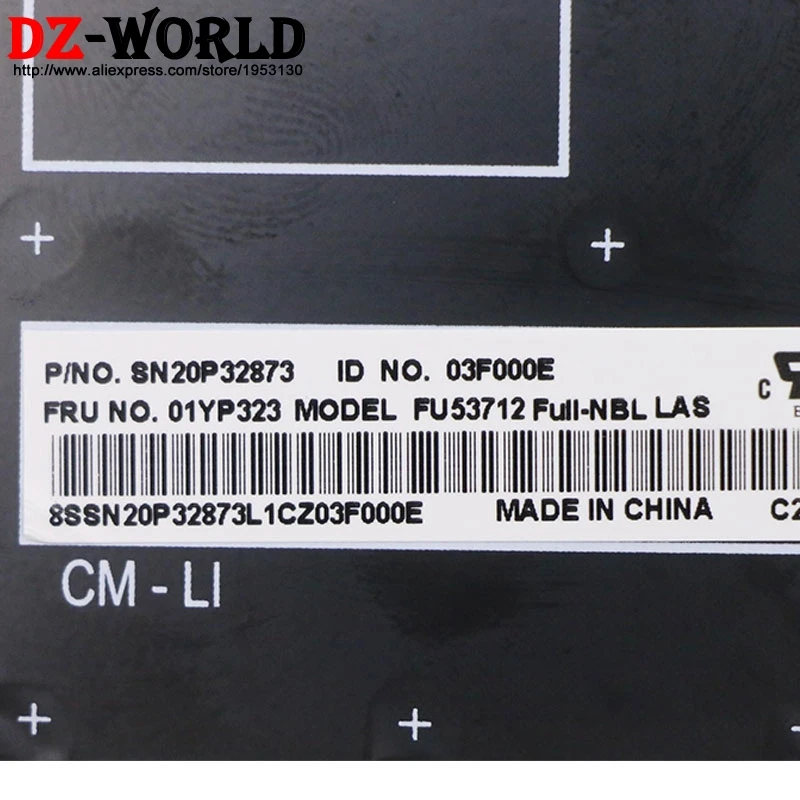 DZ-WORLD
http://www.aliexpress.com/store/1953130
P/NO. SN20P32873 ID NO. 03F000E
FRU NO. 01YP323 MODEL FU53712 Full-NBL LAS
8SSN20P32873L1CZ03F000E MADE IN CHINA C2
C
E
CM - LI